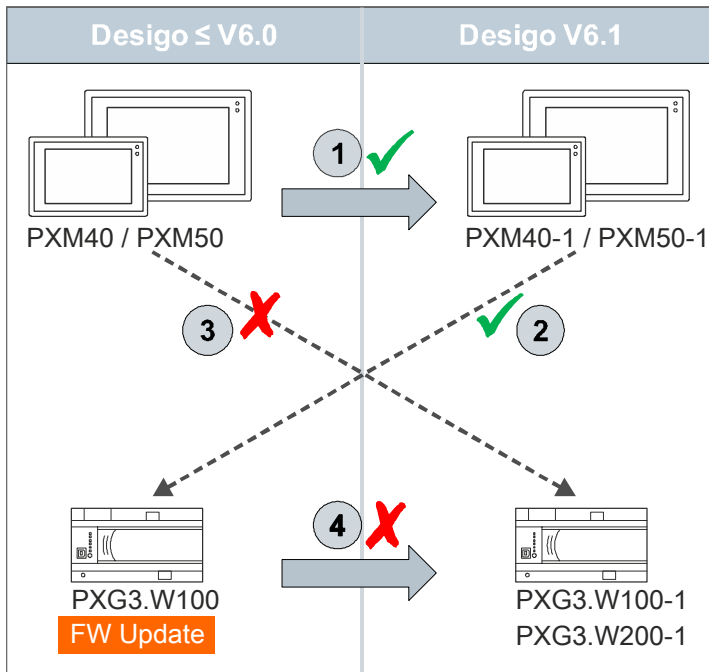 Desigo ≤ V6.0
Desigo V6.1
1
PXM40 / PXM50
PXM40-1 / PXM50-1
3
2
4
PXG3.W100
FW Update
PXG3.W100-1
PXG3.W200-1